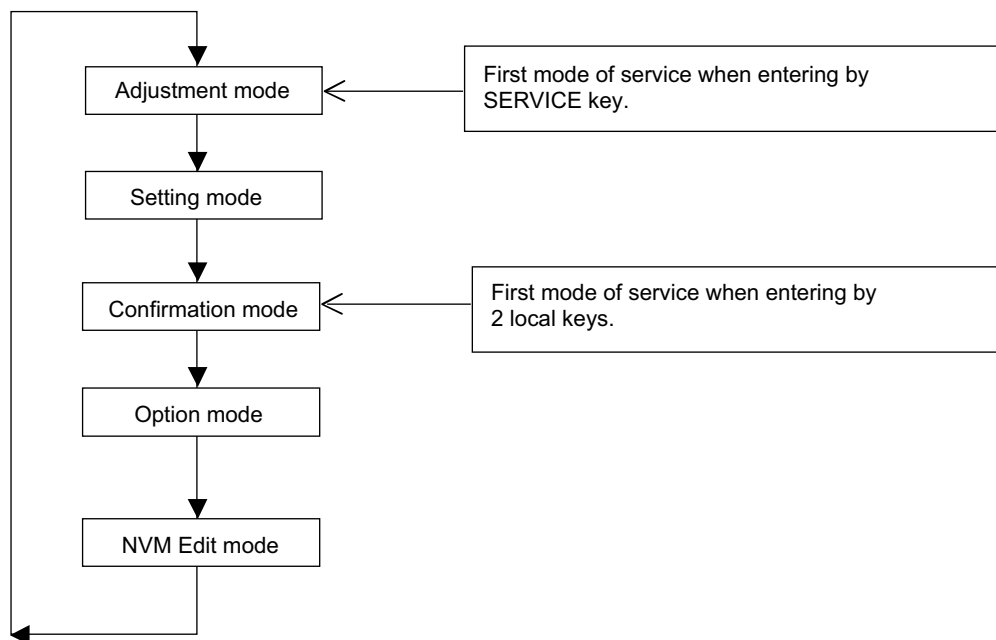 Adjustment mode
First mode of service when entering by
SERVICE key.
Setting mode
Confirmation mode
First mode of service when entering by
2 local keys.
Option mode
NVM Edit mode